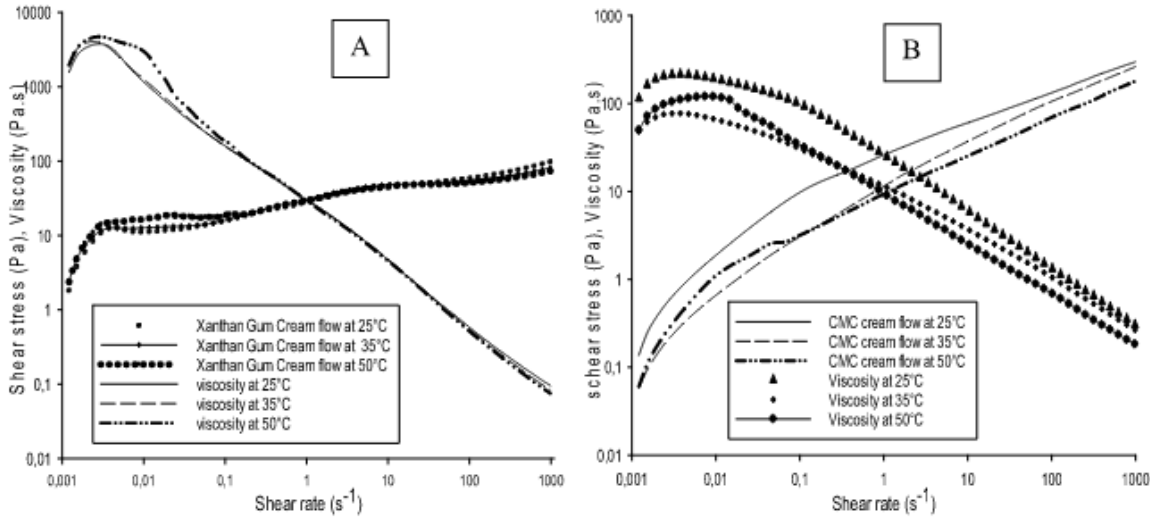 A
Shear stress (Pa), Viscosity (Pa.s)
10000
1000
100
10
1
0,1
0,01
Xanthan Gum Cream flow at 25°C
Xanthan Gum Cream flow at 35°C
Xanthan Gum Cream flow at 50°C
viscosity at 25°C
viscosity at 35°C
viscosity at 50°C
0,001
0,01
0,1
1
10
100
1000
Shear rate (s-1)
B
schear stress (Pa), Viscosity (Pa.s)
1000
100
10
1
0,1
0,01
CMC cream flow at 25°C
CMC cream flow at 35°C
CMC cream flow at 50°C
Viscosity at 25°C
Viscosity at 35°C
Viscosity at 50°C
0,001
0,01
0,1
1
10
100
1000
Shear rate (s-1)